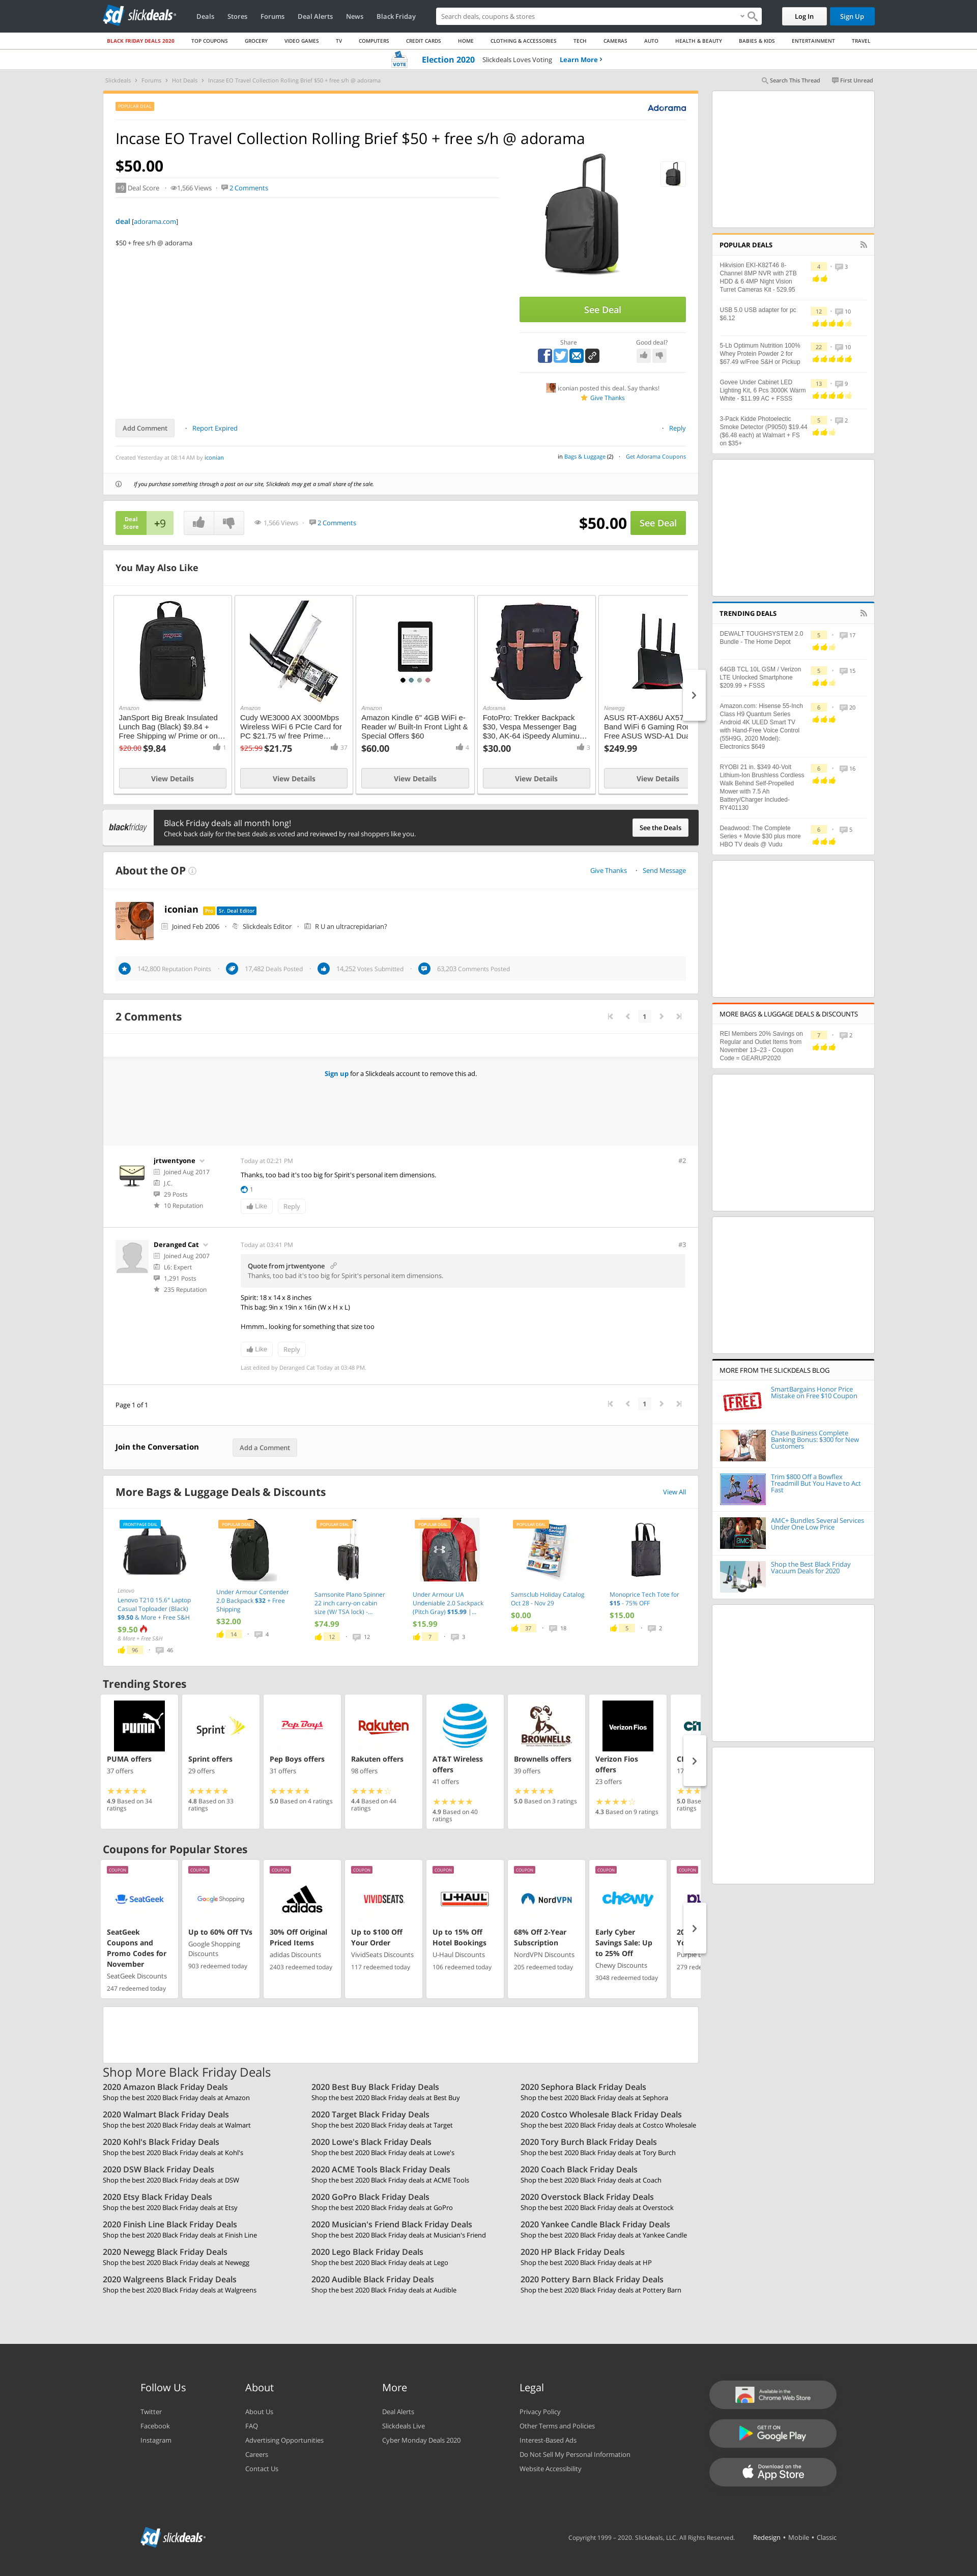 slickdeals
Deals
Stores
Forums
Deal Alerts
News
Black Friday
Search deals, coupons & stores
Log In
Sign Up
BLACK FRIDAY DEALS 2020
TOP COUPONS
GROCERY
VIDEO GAMES
TV
COMPUTERS
CREDIT CARDS
HOME
CLOTHING & ACCESSORIES
TECH
CAMERAS
AUTO
HEALTH & BEAUTY
BABIES & KIDS
ENTERTAINMENT
TRAVEL
VOTE
Election 2020 Slickdeals Loves Voting Learn More
Slickdeals > Forums > Hot Deals > Incase EO Travel Collection Rolling Brief $50 + free s/h @ adorama
Search This Thread
First Unread
POPULAR DEAL
Adorama
Incase EO Travel Collection Rolling Brief $50 + free s/h @ adorama
$50.00
+9 Deal Score
1,566 Views
2 Comments
deal [adorama.com]
$50 + free s/h @ adorama
See Deal
Share
Good deal?
iconian posted this deal. Say thanks!
Give Thanks
Add Comment
Report Expired
Reply
Created Yesterday at 08:14 AM by iconian
in Bags & Luggage (2) · Get Adorama Coupons
If you purchase something through a post on our site, Slickdeals may get a small share of the sale.
Deal
Score
+9
1,566 Views
2 Comments
$50.00
See Deal
You May Also Like
Amazon
JanSport Big Break Insulated
Lunch Bag (Black) $9.84 +
Free Shipping w/ Prime or on…
$20.00 $9.84
1
View Details
Amazon
Cudy WE3000 AX 3000Mbps
Wireless WiFi 6 PCIe Card for
PC $21.75 w/ free Prime…
$25.99 $21.75
37
View Details
Amazon
Amazon Kindle 6" 4GB WiFi e-
Reader w/ Built-In Front Light &
Special Offers $60
$60.00
4
View Details
Adorama
FotoPro: Trekker Backpack
$30, Vespa Messenger Bag
$30, AK-64 iSpeedy Aluminu…
$30.00
3
View Details
Newegg
ASUS RT-AX86U AX57
Band WiFi 6 Gaming Rou
Free ASUS WSD-A1 Du
$249.99
View Details
blackfriday
Black Friday deals all month long!
Check back daily for the best deals as voted and reviewed by real shoppers like you.
See the Deals
About the OP
Give Thanks · Send Message
iconian Pro Sr. Deal Editor
Joined Feb 2006
Slickdeals Editor
R U an ultracrepidarian?
142,800 Reputation Points
17,482 Deals Posted
14,252 Votes Submitted
63,203 Comments Posted
2 Comments
1
Sign up for a Slickdeals account to remove this ad.
jrtwentyone
Joined Aug 2017
J.C.
29 Posts
10 Reputation
Today at 02:21 PM
#2
Thanks, too bad it's too big for Spirit's personal item dimensions.
1
Like
Reply
Deranged Cat
Joined Aug 2007
L6: Expert
1,291 Posts
235 Reputation
Today at 03:41 PM
#3
Quote from jrtwentyone
Thanks, too bad it's too big for Spirit's personal item dimensions.
Spirit: 18 x 14 x 8 inches
This bag: 9in x 19in x 16in (W x H x L)
Hmmm.. looking for something that size too
Like
Reply
Last edited by Deranged Cat Today at 03:48 PM
Page 1 of 1
1
Join the Conversation
Add a Comment
More Bags & Luggage Deals & Discounts
View All
FRONTPAGE DEAL
Lenovo
Lenovo T210 15.6" Laptop
Casual Toploader (Black)
$9.50 & More + Free S&H
$9.50
& More + Free S&H
96
46
POPULAR DEAL
Under Armour Contender
2.0 Backpack $32 + Free
Shipping
$32.00
14
4
POPULAR DEAL
Samsonite Plano Spinner
22 inch carry-on cabin
size (W/ TSA lock) -…
$74.99
12
12
POPULAR DEAL
Under Armour UA
Undeniable 2.0 Sackpack
(Pitch Gray) $15.99 |…
$15.99
7
3
POPULAR DEAL
Samsclub Holiday Catalog
Oct 28 - Nov 29
$0.00
37
18
Monoprice Tech Tote for
$15 - 75% OFF
$15.00
5
2
Trending Stores
PUMA
PUMA offers
37 offers
4.9 Based on 34
ratings
Sprint
Sprint offers
29 offers
4.8 Based on 33
ratings
Pep Boys
Pep Boys offers
31 offers
5.0 Based on 4 ratings
Rakuten
Rakuten offers
98 offers
4.4 Based on 44
ratings
AT&T Wireless
offers
41 offers
4.9 Based on 40
ratings
BROWNELLS
Brownells offers
39 offers
5.0 Based on 3 ratings
Verizon Fios
Verizon Fios
offers
23 offers
4.3 Based on 9 ratings
5.0 Base
ratings
Coupons for Popular Stores
COUPON
SeatGeek
SeatGeek
Coupons and
Promo Codes for
November
SeatGeek Discounts
247 redeemed today
COUPON
Google Shopping
Up to 60% Off TVs
Google Shopping
Discounts
903 redeemed today
COUPON
adidas
30% Off Original
Priced Items
adidas Discounts
2403 redeemed today
COUPON
VIVIDSEATS
Up to $100 Off
Your Order
VividSeats Discounts
117 redeemed today
COUPON
U-HAUL
Up to 15% Off
Hotel Bookings
U-Haul Discounts
106 redeemed today
COUPON
NordVPN
68% Off 2-Year
Subscription
NordVPN Discounts
205 redeemed today
COUPON
chewy
Early Cyber
Savings Sale: Up
to 25% Off
Chewy Discounts
3048 redeemed today
COUPON
Shop More Black Friday Deals
2020 Amazon Black Friday Deals
Shop the best 2020 Black Friday deals at Amazon
2020 Best Buy Black Friday Deals
Shop the best 2020 Black Friday deals at Best Buy
2020 Sephora Black Friday Deals
Shop the best 2020 Black Friday deals at Sephora
2020 Walmart Black Friday Deals
Shop the best 2020 Black Friday deals at Walmart
2020 Target Black Friday Deals
Shop the best 2020 Black Friday deals at Target
2020 Costco Wholesale Black Friday Deals
Shop the best 2020 Black Friday deals at Costco Wholesale
2020 Kohl's Black Friday Deals
Shop the best 2020 Black Friday deals at Kohl's
2020 Lowe's Black Friday Deals
Shop the best 2020 Black Friday deals at Lowe's
2020 Tory Burch Black Friday Deals
Shop the best 2020 Black Friday deals at Tory Burch
2020 DSW Black Friday Deals
Shop the best 2020 Black Friday deals at DSW
2020 ACME Tools Black Friday Deals
Shop the best 2020 Black Friday deals at ACME Tools
2020 Coach Black Friday Deals
Shop the best 2020 Black Friday deals at Coach
2020 Etsy Black Friday Deals
Shop the best 2020 Black Friday deals at Etsy
2020 GoPro Black Friday Deals
Shop the best 2020 Black Friday deals at GoPro
2020 Overstock Black Friday Deals
Shop the best 2020 Black Friday deals at Overstock
2020 Finish Line Black Friday Deals
Shop the best 2020 Black Friday deals at Finish Line
2020 Musician's Friend Black Friday Deals
Shop the best 2020 Black Friday deals at Musician's Friend
2020 Yankee Candle Black Friday Deals
Shop the best 2020 Black Friday deals at Yankee Candle
2020 Newegg Black Friday Deals
Shop the best 2020 Black Friday deals at Newegg
2020 Lego Black Friday Deals
Shop the best 2020 Black Friday deals at Lego
2020 HP Black Friday Deals
Shop the best 2020 Black Friday deals at HP
2020 Walgreens Black Friday Deals
Shop the best 2020 Black Friday deals at Walgreens
2020 Audible Black Friday Deals
Shop the best 2020 Black Friday deals at Audible
2020 Pottery Barn Black Friday Deals
Shop the best 2020 Black Friday deals at Pottery Barn
POPULAR DEALS
Hikvision EKI-K82T46 8-
Channel 8MP NVR with 2TB
HDD & 6 4MP Night Vision
Turret Cameras Kit - 529.95
4
3
USB 5.0 USB adapter for pc
$6.12
12
10
5-Lb Optimum Nutrition 100%
Whey Protein Powder 2 for
$67.49 w/Free S&H or Pickup
22
10
Govee Under Cabinet LED
Lighting Kit, 6 Pcs 3000K Warm
White - $11.99 AC + FSSS
13
9
3-Pack Kidde Photoelectic
Smoke Detector (P9050) $19.44
($6.48 each) at Walmart + FS
on $35+
5
2
TRENDING DEALS
DEWALT TOUGHSYSTEM 2.0
Bundle - The Home Depot
5
17
64GB TCL 10L GSM / Verizon
LTE Unlocked Smartphone
$209.99 + FSSS
5
15
Amazon.com: Hisense 55-Inch
Class H9 Quantum Series
Android 4K ULED Smart TV
with Hand-Free Voice Control
(55H9G, 2020 Model):
Electronics $649
6
20
RYOBI 21 in. $349 40-Volt
Lithium-Ion Brushless Cordless
Walk Behind Self-Propelled
Mower with 7.5 Ah
Battery/Charger Included-
RY401130
6
16
Deadwood: The Complete
Series + Movie $30 plus more
HBO TV deals @ Vudu
6
5
MORE BAGS & LUGGAGE DEALS & DISCOUNTS
REI Members 20% Savings on
Regular and Outlet Items from
November 13–23 - Coupon
Code = GEARUP2020
7
2
MORE FROM THE SLICKDEALS BLOG
FREE
SmartBargains Honor Price
Mistake on Free $10 Coupon
Chase Business Complete
Banking Bonus: $300 for New
Customers
Trim $800 Off a Bowflex
Treadmill But You Have to Act
Fast
AMC+ Bundles Several Services
Under One Low Price
Shop the Best Black Friday
Vacuum Deals for 2020
Follow Us
Twitter
Facebook
Instagram
About
About Us
FAQ
Advertising Opportunities
Careers
Contact Us
More
Deal Alerts
Slickdeals Live
Cyber Monday Deals 2020
Legal
Privacy Policy
Other Terms and Policies
Interest-Based Ads
Do Not Sell My Personal Information
Website Accessibility
Available in the
Chrome Web Store
GET IT ON
Google Play
Download on the
App Store
slickdeals
Copyright 1999 – 2020. Slickdeals, LLC. All Rights Reserved.
Redesign • Mobile • Classic